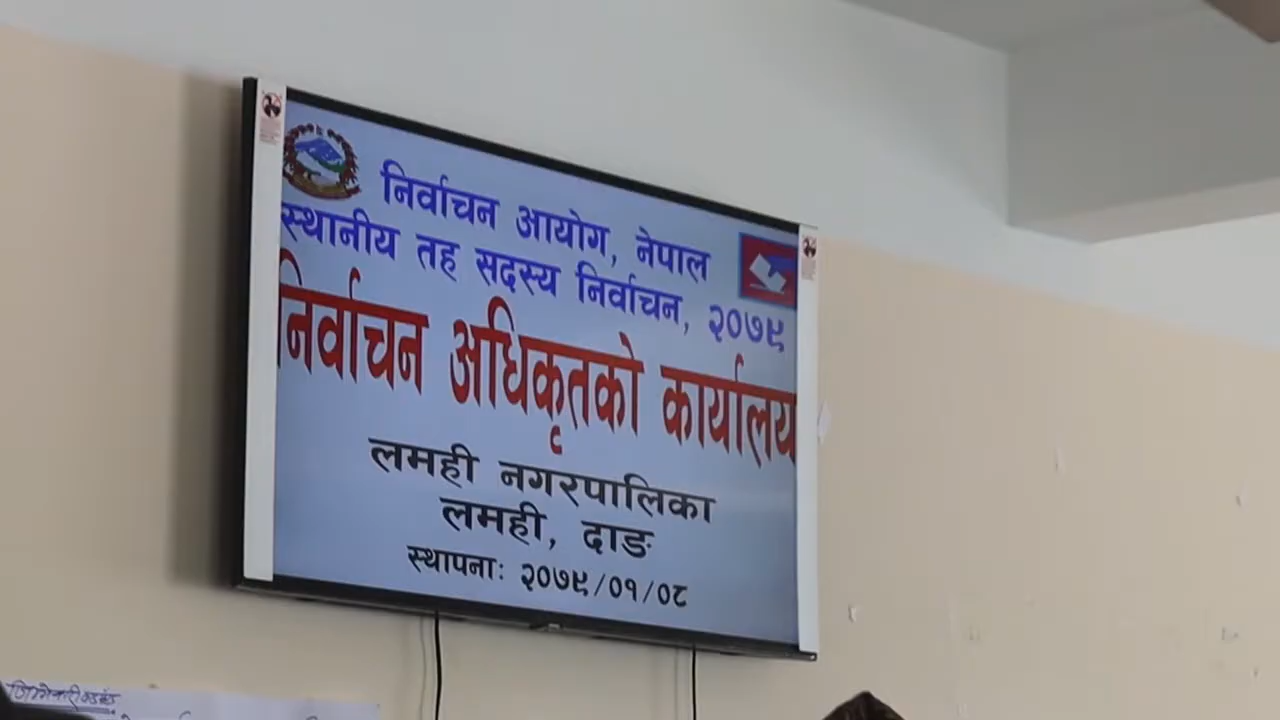 निर्वाचन आयोग, नेपाल
स्थानीय तह सदस्य निर्वाचन, २०७९
निर्वाचन अधिकृतको कार्यालय
लमही नगरपालिका
लमही, दाङ
स्थापनाः २०७९/०१/०८